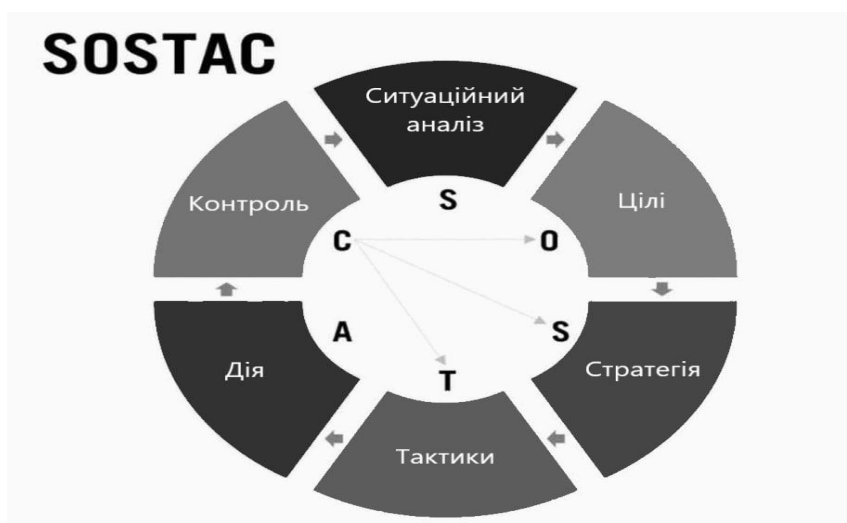 SOSTAC
Ситуаційний
аналіз
Контроль
Цілі
S
C
O
A
S
T
Дія
Стратегія
Тактики